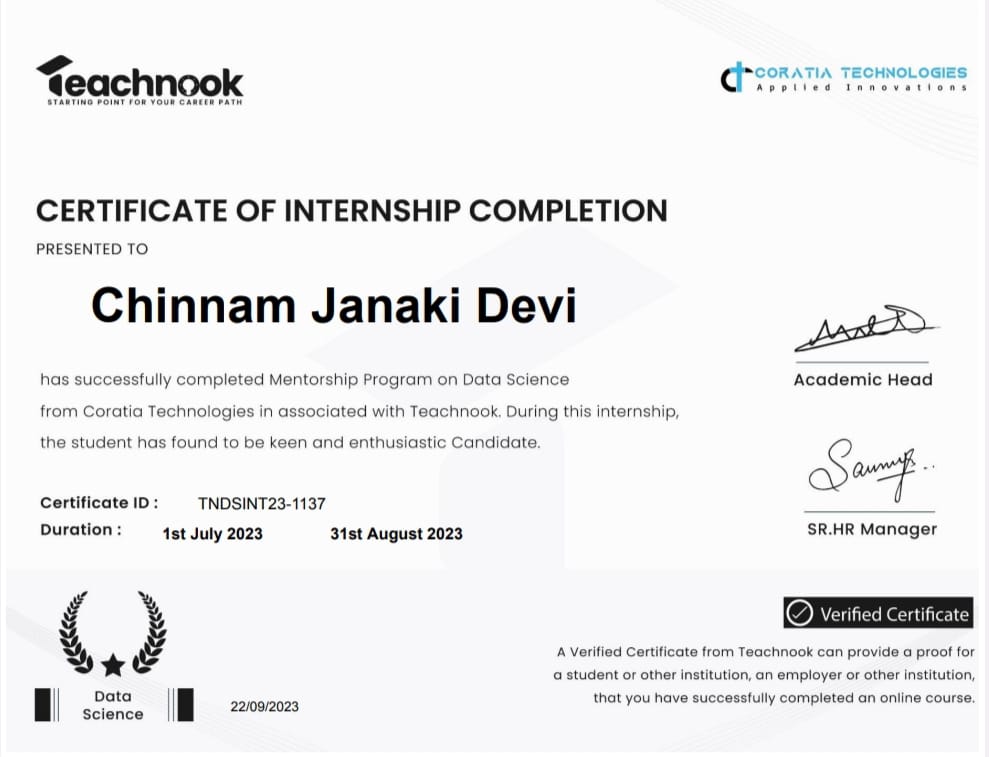 Teachnook
STARTING POINT FOR YOUR CAREER PATH
CORATIA TECHNOLOGIES
Applied Innovations
CERTIFICATE OF INTERNSHIP COMPLETION
PRESENTED TO
Chinnam Janaki Devi
has successfully completed Mentorship Program on Data Science
from Coratia Technologies in associated with Teachnook. During this internship,
the student has found to be keen and enthusiastic Candidate.
Academic Head
SR.HR Manager
Certificate ID : TNDSINT23-1137
Duration : 1st July 2023 31st August 2023
Data
Science
22/09/2023
Verified Certificate
A Verified Certificate from Teachnook can provide a proof for
a student or other institution, an employer or other institution,
that you have successfully completed an online course.